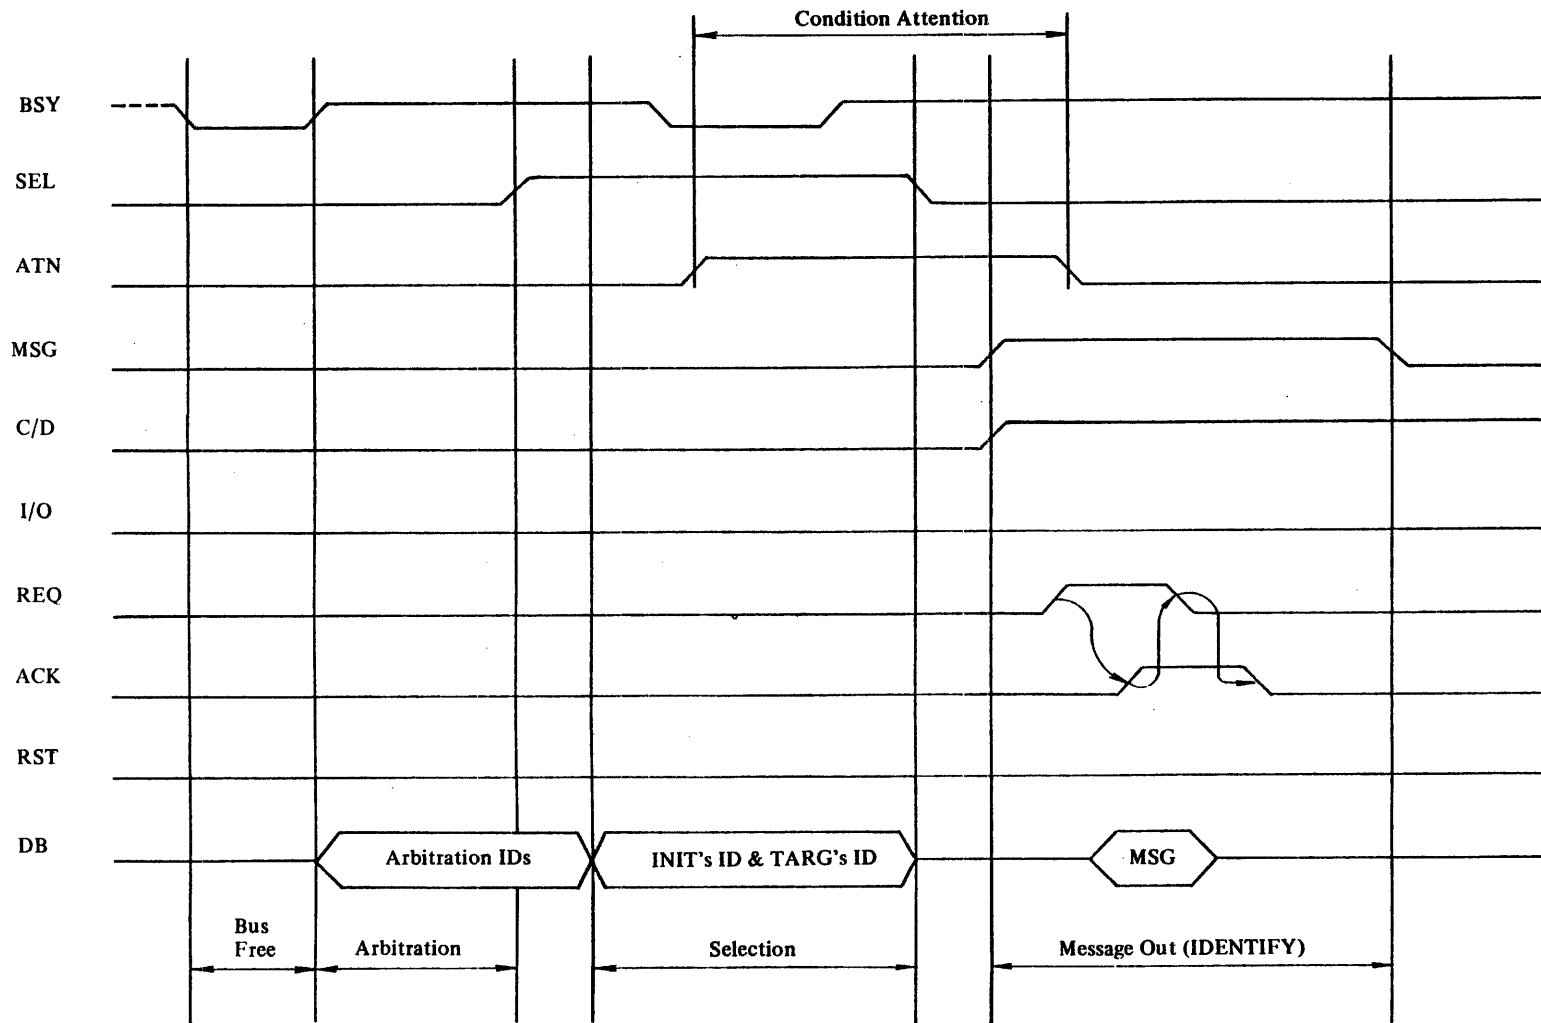 Condition Attention
BSY
SEL
ATN
MSG
C/D
I/O
REQ
ACK
RST
DB
Arbitration IDs
INIT's ID & TARG's ID
MSG
Bus
Free
Arbitration
Selection
Message Out (IDENTIFY)